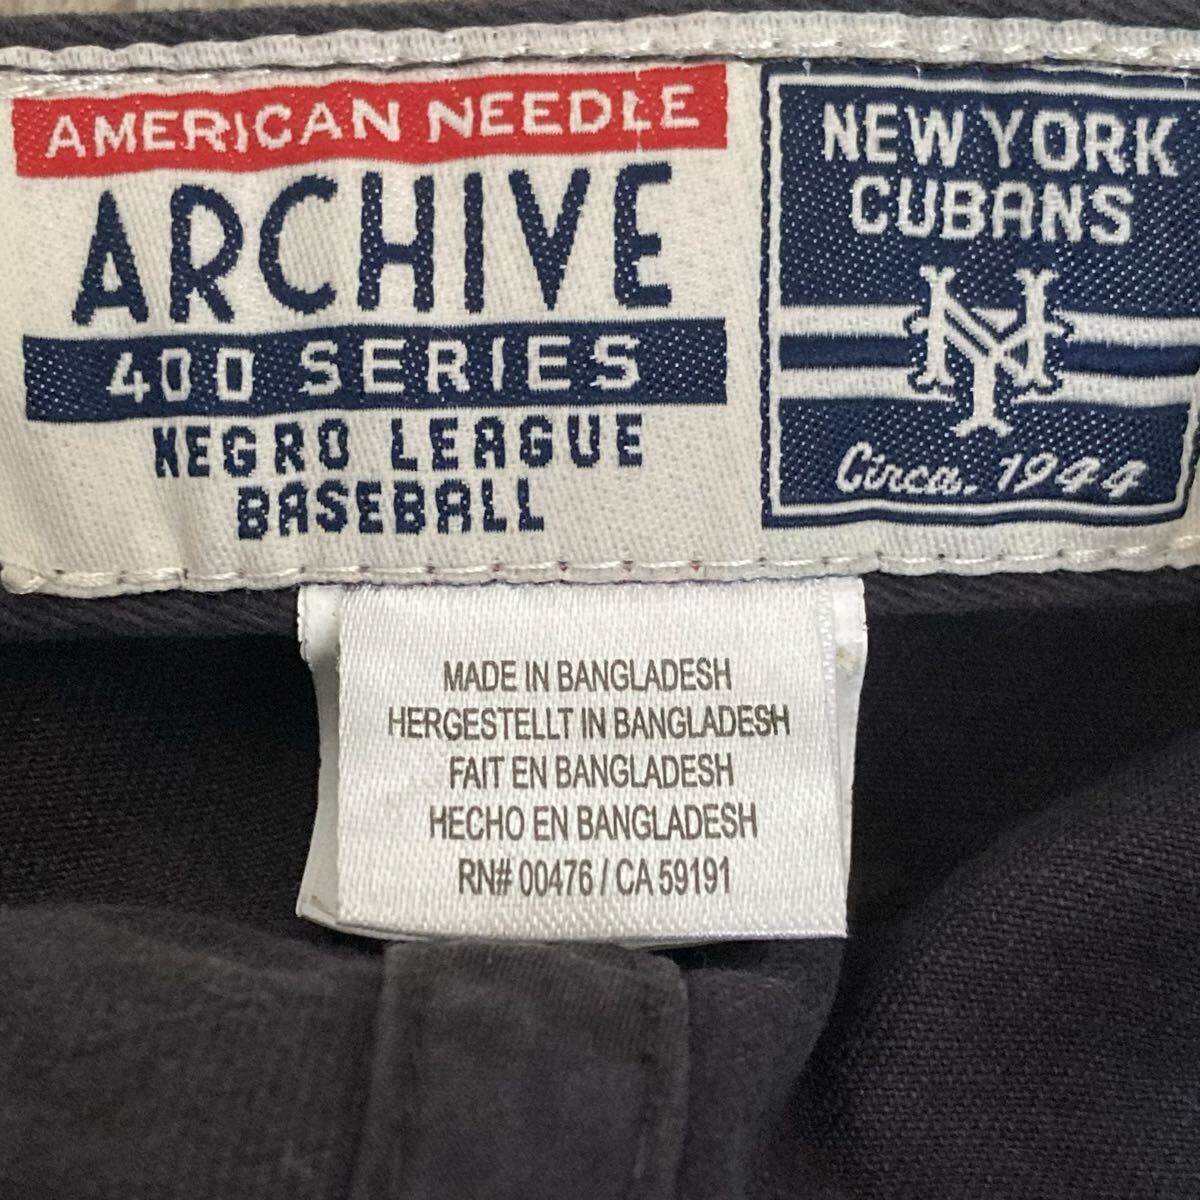 AMERICAN NEEDLE
ARCHIVE
400 SERIES
NEGRO LEAGUE
BASEBALL
NEW YORK
CUBANS
NY
Circa. 1944
MADE IN BANGLADESH
HERGESTELLT IN BANGLADESH
FAIT EN BANGLADESH
HECHO EN BANGLADESH
RN# 00476 / CA 59191